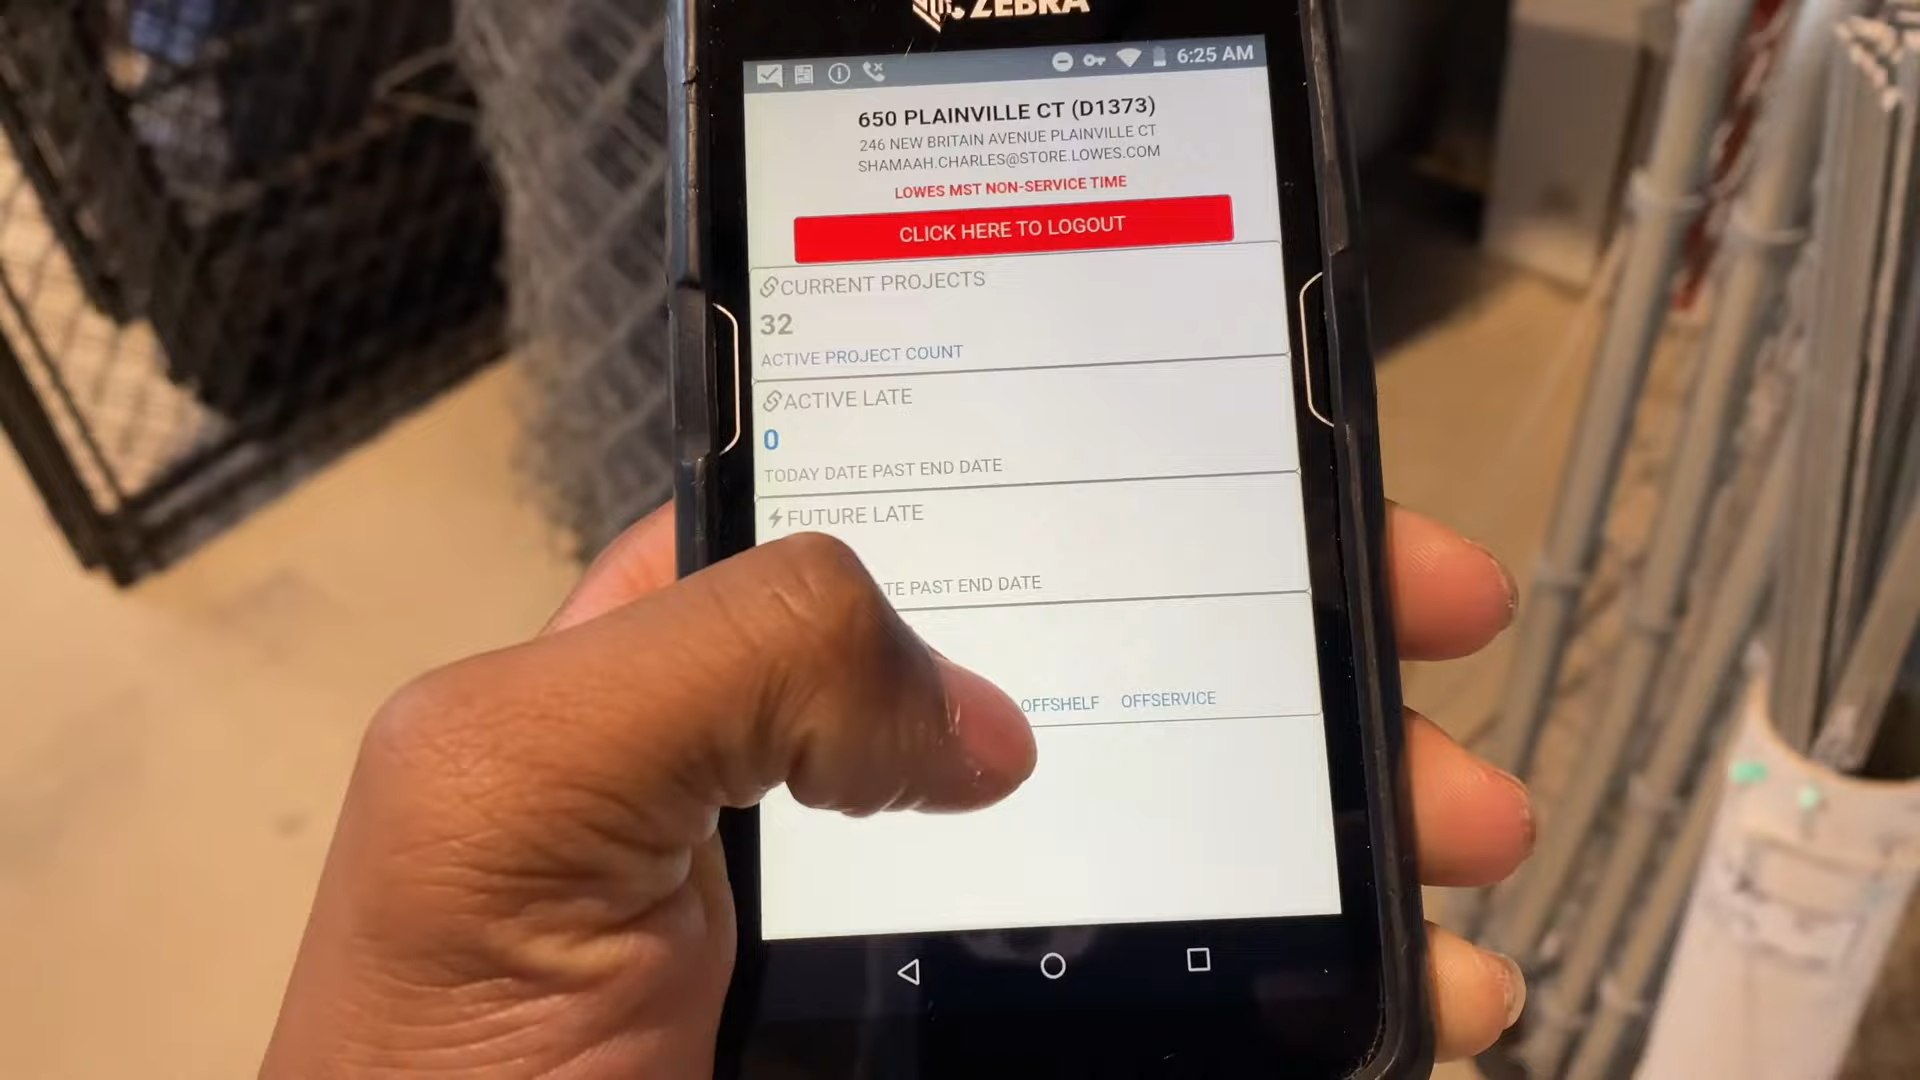 ZEBRA
6:25 AM
650 PLAINVILLE CT (D1373)
246 NEW BRITAIN AVENUE PLAINVILLE CT
SHAMAAH.CHARLES@STORE.LOWES.COM
LOWES MST NON-SERVICE TIME
CLICK HERE TO LOGOUT
CURRENT PROJECTS
32
ACTIVE PROJECT COUNT
ACTIVE LATE
0
TODAY DATE PAST END DATE
FUTURE LATE
PAST END DATE
OFFSHELF OFFSERVICE